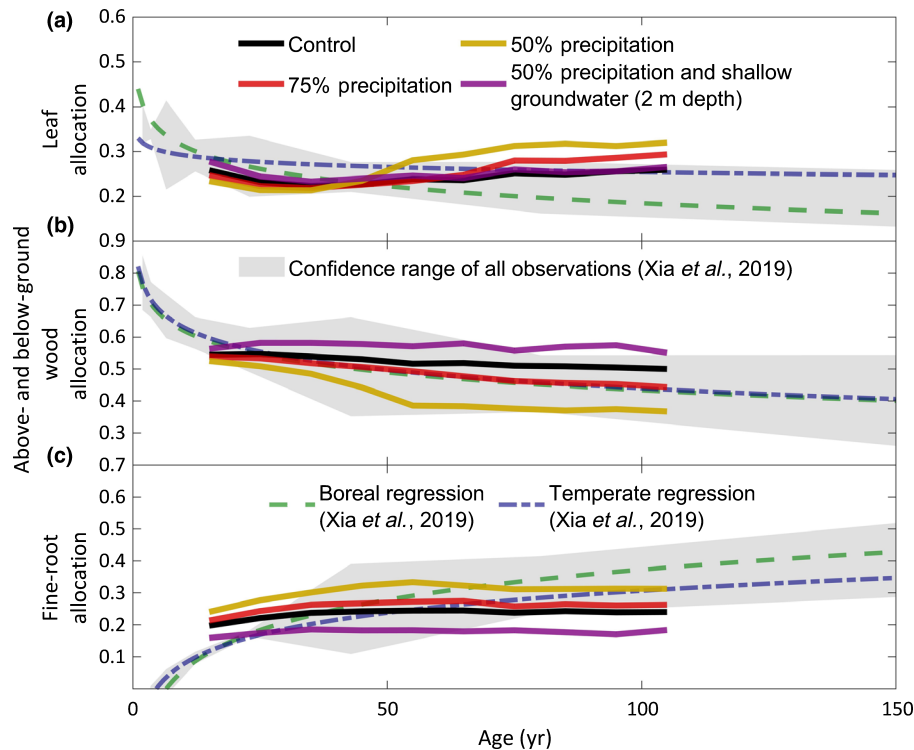 (a)
0.6
0.5
0.4
0.3
0.2
Leaf
allocation
Control
75% precipitation
50% precipitation
50% precipitation and shallow
groundwater (2 m depth)
(b)
0.9
0.8
0.7
0.6
0.5
0.4
0.3
Above- and below-ground
wood
allocation
Confidence range of all observations (Xia et al., 2019)
(c)
0.7
0.6
0.5
0.4
0.3
0.2
0.1
Fine-root
allocation
Boreal regression
(Xia et al., 2019)
Temperate regression
(Xia et al., 2019)
0 50 100 150
Age (yr)